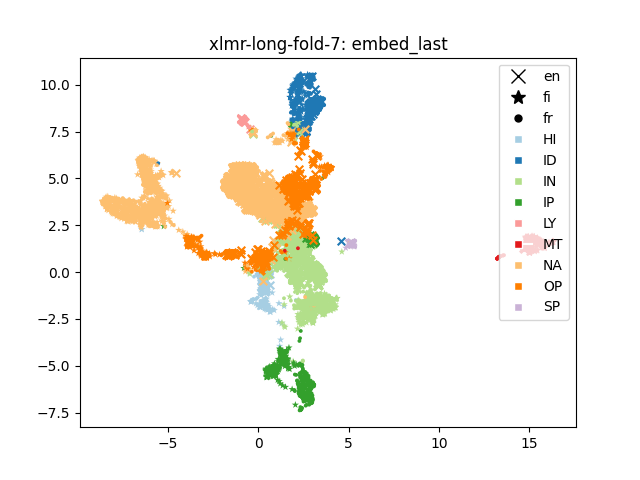 xlmr-long-fold-7: embed_last
10.0
7.5
5.0
2.5
0.0
−2.5
−5.0
−7.5
−5
0
5
10
15
en
fi
fr
HI
ID
IN
IP
LY
MT
NA
OP
SP